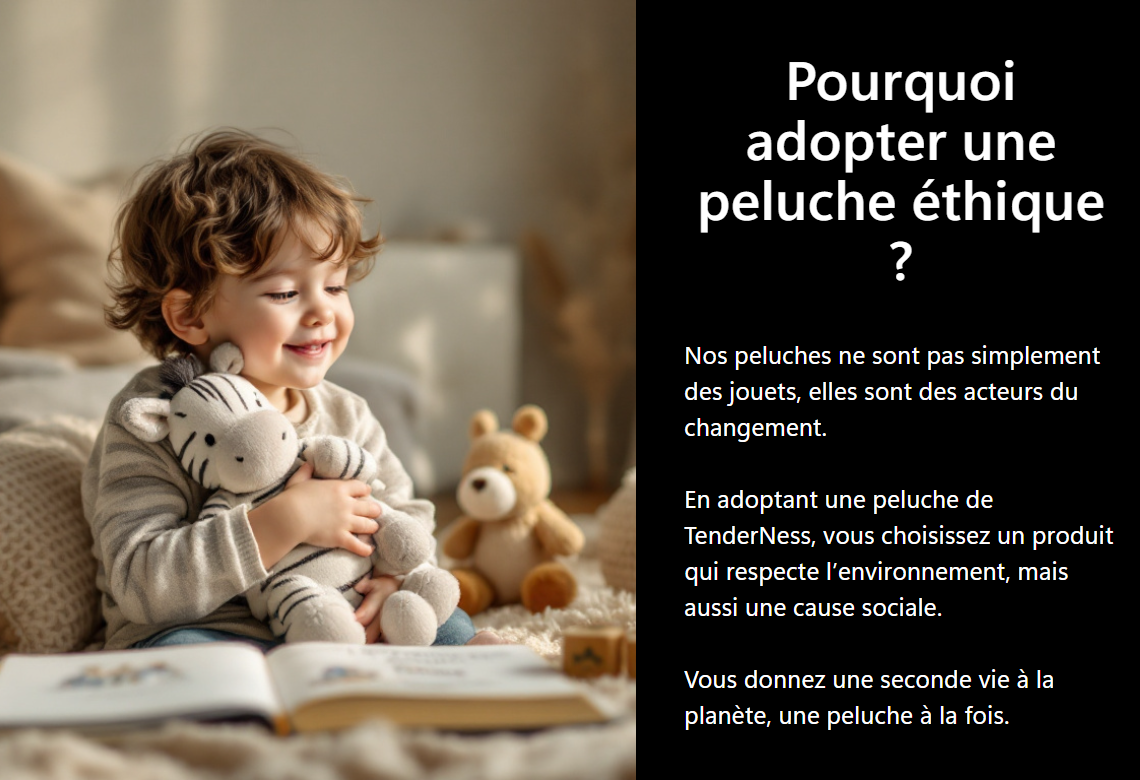 Pourquoi
adopter une
peluche éthique
?
Nos peluches ne sont pas simplement
des jouets, elles sont des acteurs du
changement.
En adoptant une peluche de
TenderNess, vous choisissez un produit
qui respecte l’environnement, mais
aussi une cause sociale.
Vous donnez une seconde vie à la
planète, une peluche à la fois.